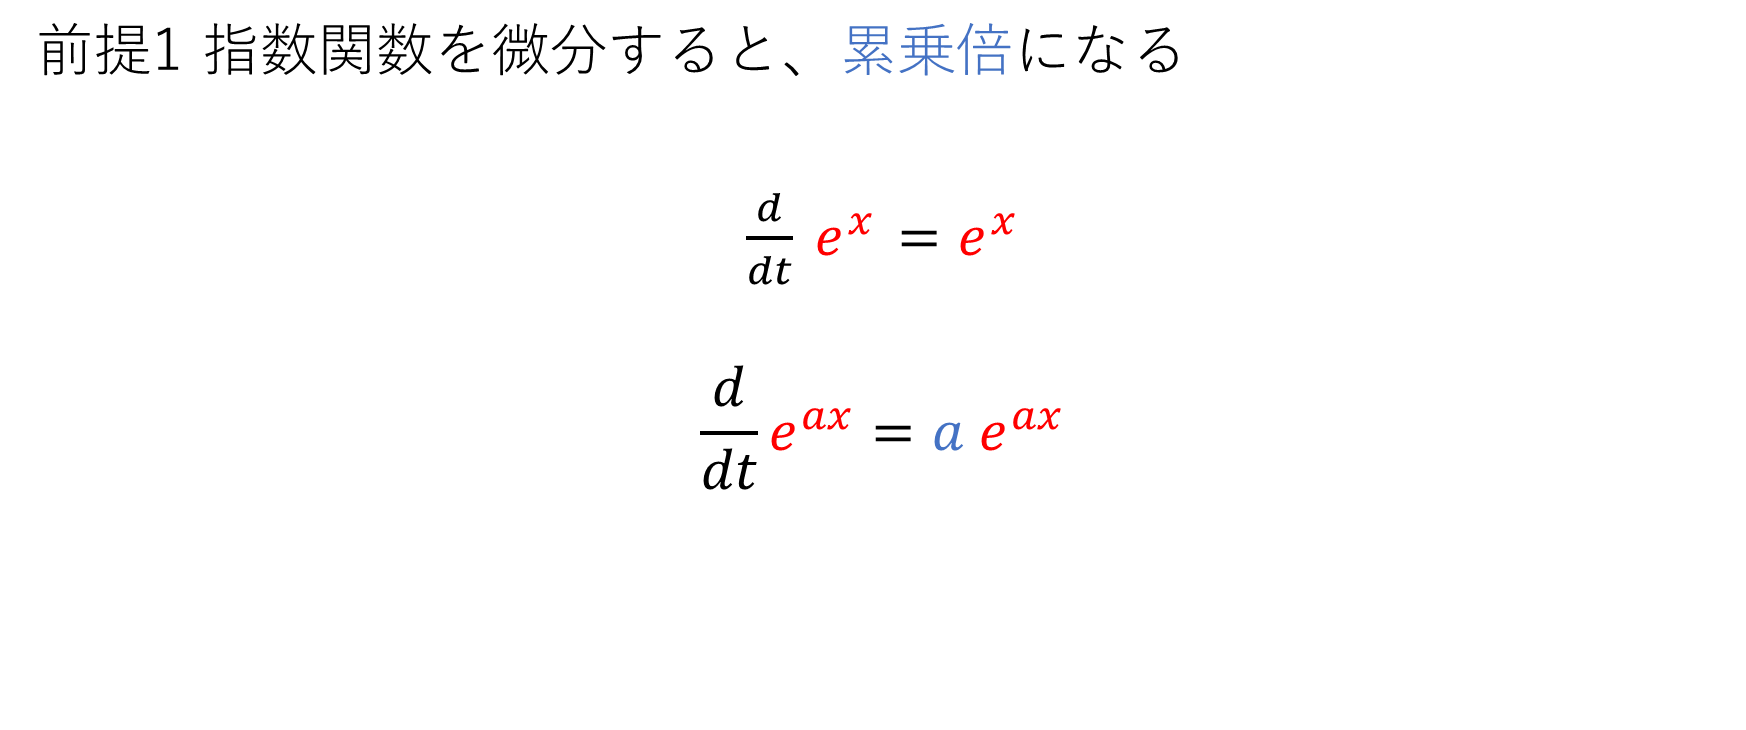 前提1 指数関数を微分すると、累乗倍になる
d/dt e^x = e^x
d/dt e^{ax} = a e^{ax}